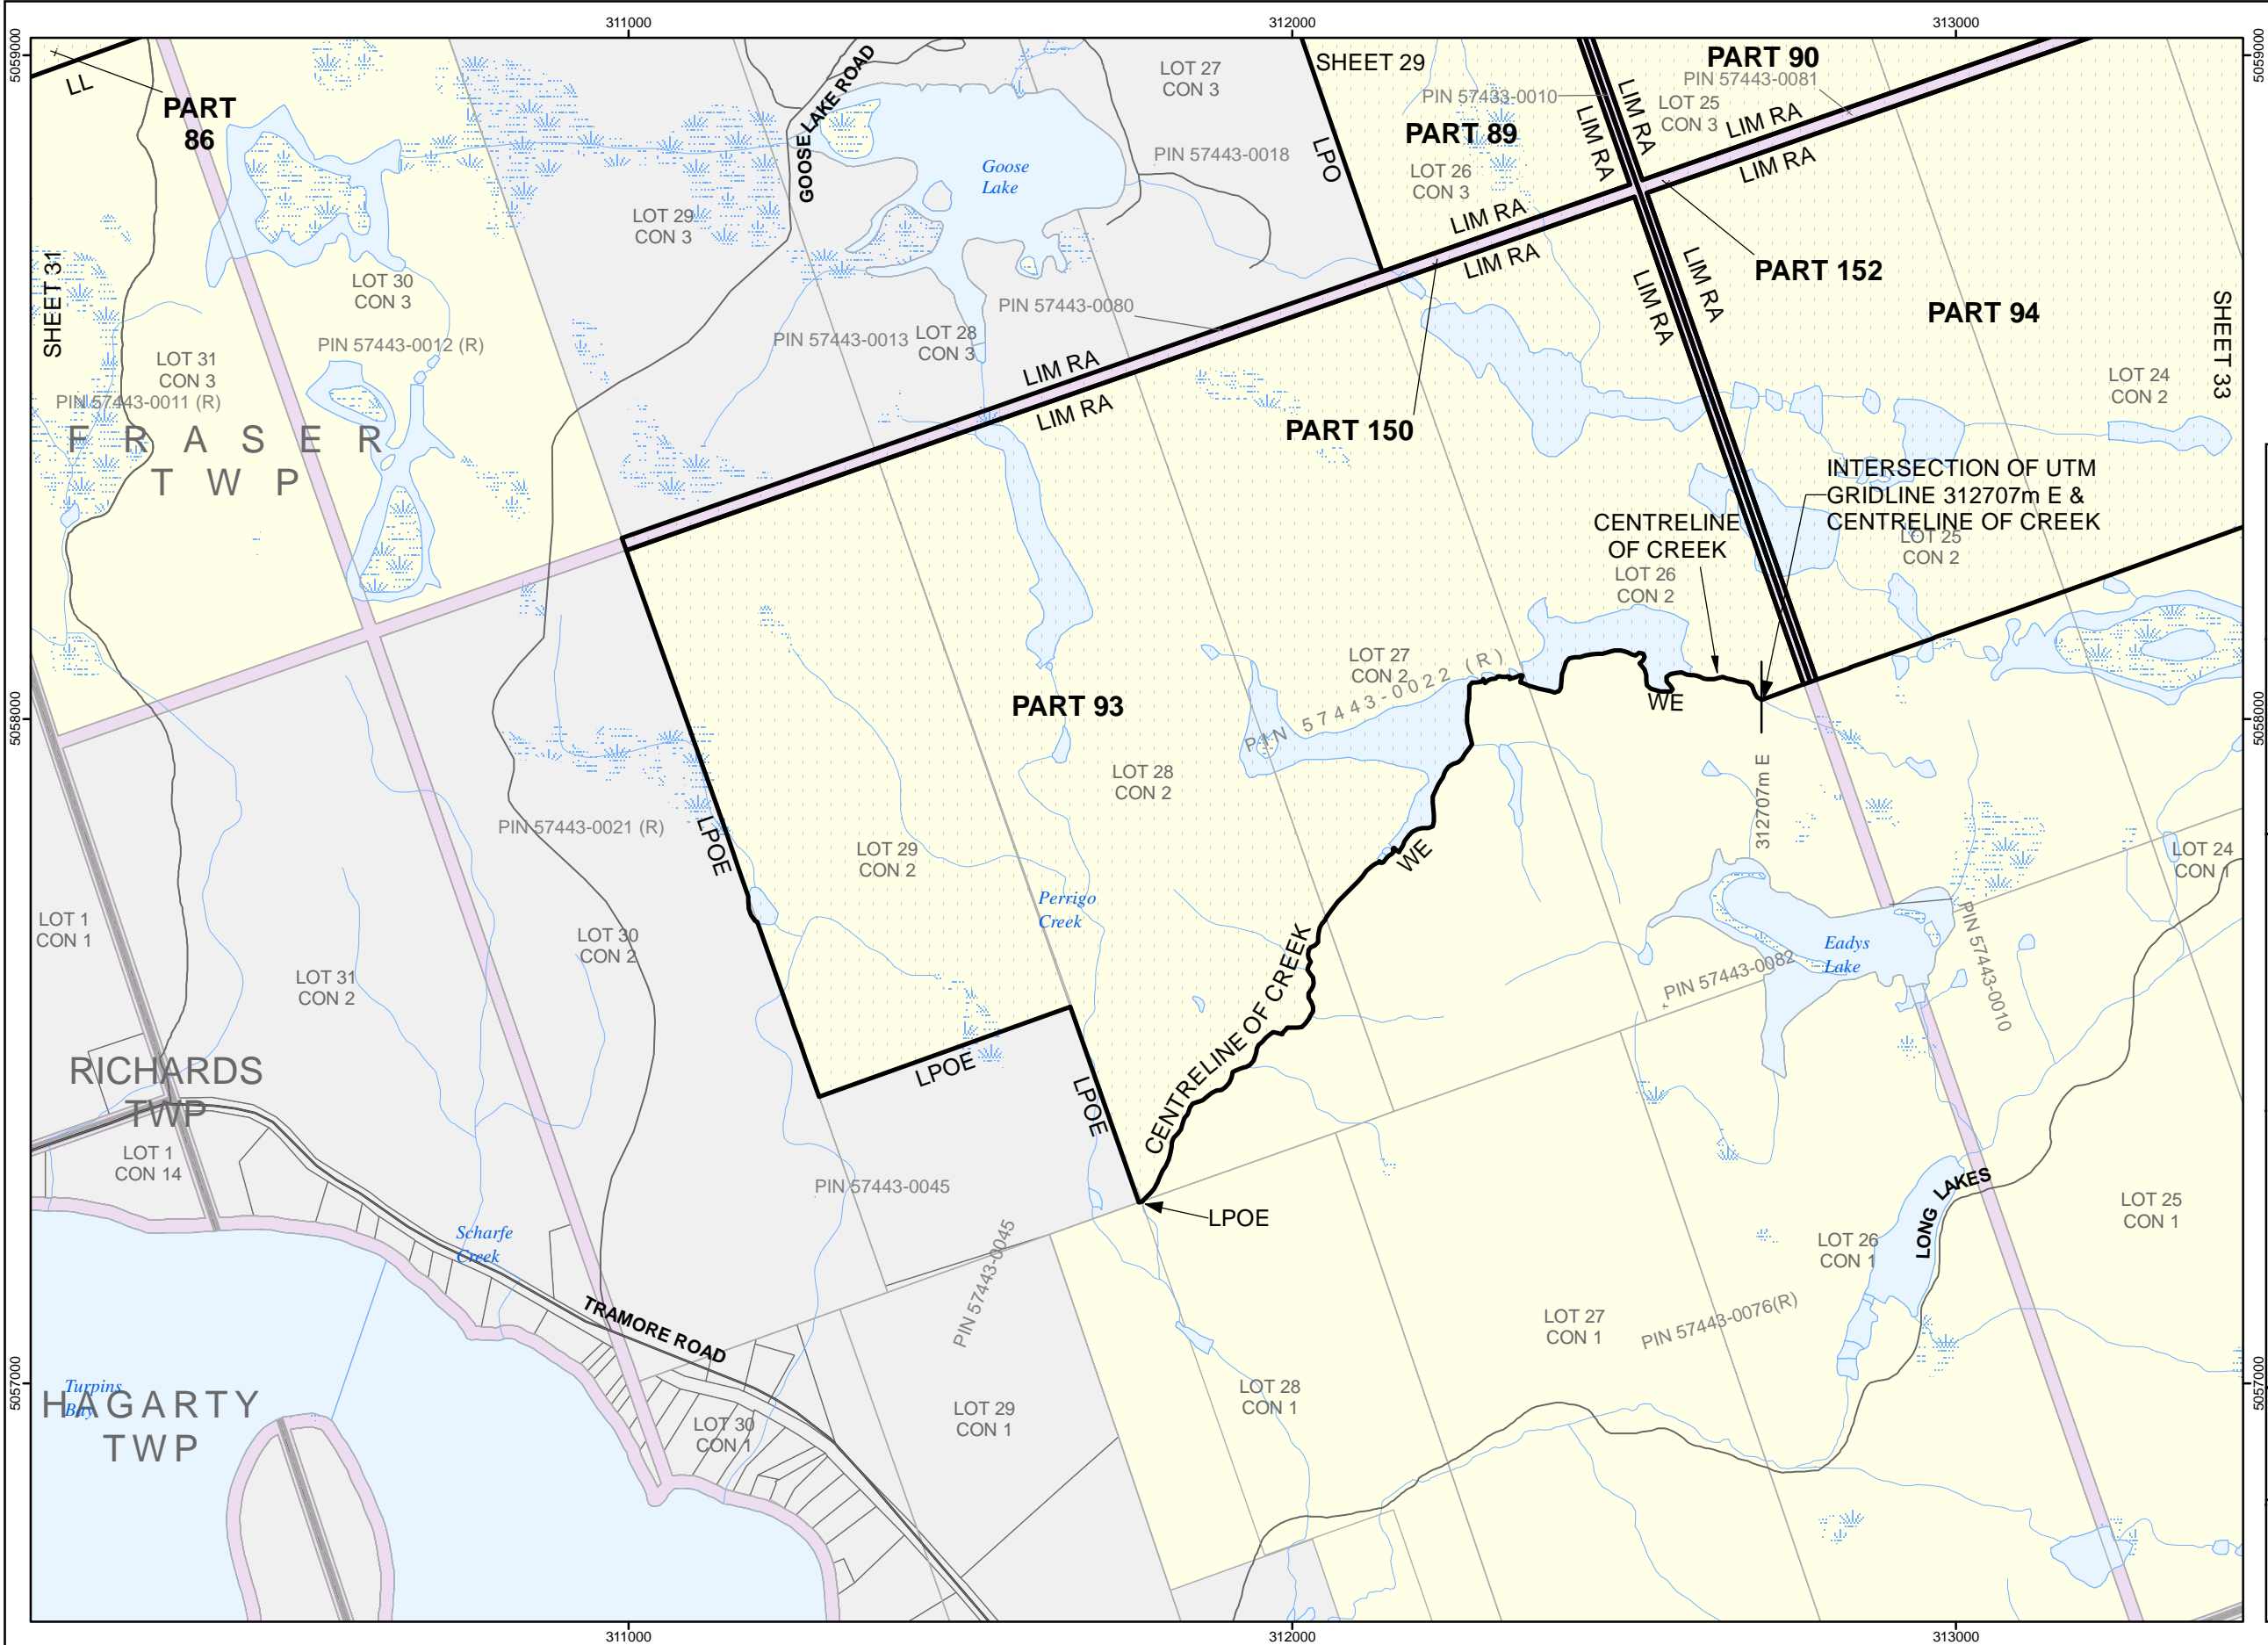 311000
312000
313000
5059000
5059000
LL
PART
86
GOOSE LAKE ROAD
LOT 27
CON 3
SHEET 29
PART 90
PIN 57443-0081
PIN 57433-0010
LOT 25
CON 3
LIM RA
LIM RA
LIM RA
LIM RA
PART 89
LPO
PIN 57443-0018
Goose
Lake
LOT 26
CON 3
LOT 29
CON 3
LIM RA
LIM RA
SHEET 31
LOT 30
CON 3
PIN 57443-0012 (R)
PIN 57443-0080
PIN 57443-0013
LOT 28
CON 3
LIM RA
LIM RA
PART 152
PART 94
LIM RA
LIM RA
SHEET 33
LOT 31
CON 3
PIN 57443-0011 (R)
LOT 24
CON 2
FRASER
TWP
PART 150
INTERSECTION OF UTM
GRIDLINE 312707m E &
CENTRELINE OF CREEK
CENTRELINE
OF CREEK
LOT 25
CON 2
LOT 26
CON 2
LOT 27
CON 2
PIN 57443-0022 (R)
WE
PART 93
5058000
5058000
LOT 28
CON 2
312707m E
PIN 57443-0021 (R)
LPOE
LOT 29
CON 2
WE
LOT 24
CON 1
Perrigo
Creek
LOT 1
CON 1
LOT 30
CON 2
LOT 31
CON 2
CENTRELINE OF CREEK
Eadys
Lake
PIN 57443-0082
PIN 57443-0010
RICHARDS
TWP
LPOE
LPOE
LOT 1
CON 14
PIN 57443-0045
LPOE
LONG LAKES
LOT 25
CON 1
Scharfe
Creek
PIN 57443-0045
LOT 26
CON 1
TRAMORE ROAD
LOT 27
CON 1
PIN 57443-0076(R)
5057000
5057000
Turpins
Bay
HAGARTY
TWP
LOT 28
CON 1
LOT 29
CON 1
LOT 30
CON 1
311000
312000
313000